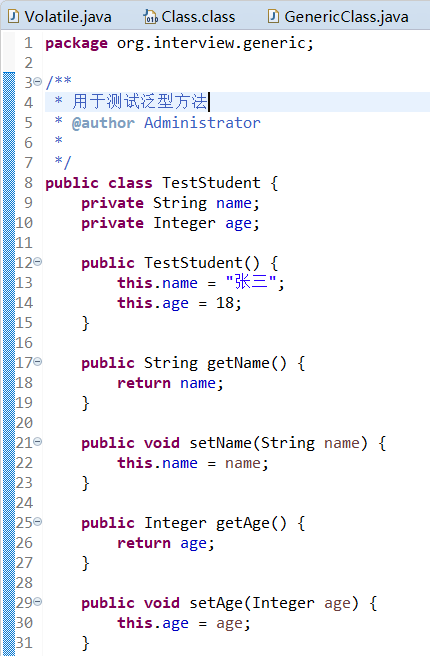 Volatile.java Class.class GenericClass.java
1 package org.interview.generic;
2
3 /**
4 * 用于测试泛型方法
5 * @author Administrator
6 *
7 */
8 public class TestStudent {
9 private String name;
10 private Integer age;
11
12 public TestStudent() {
13 this.name = "张三";
14 this.age = 18;
15 }
16
17 public String getName() {
18 return name;
19 }
20
21 public void setName(String name) {
22 this.name = name;
23 }
24
25 public Integer getAge() {
26 return age;
27 }
28
29 public void setAge(Integer age) {
30 this.age = age;
31 }